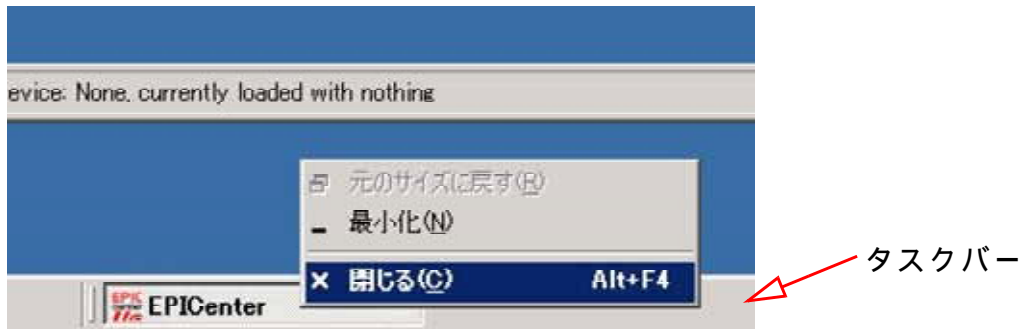 evice: None, currently loaded with nothing
元のサイズに戻す(R)
最小化(N)
閉じる(C) Alt+F4
タスクバー
EPICenter